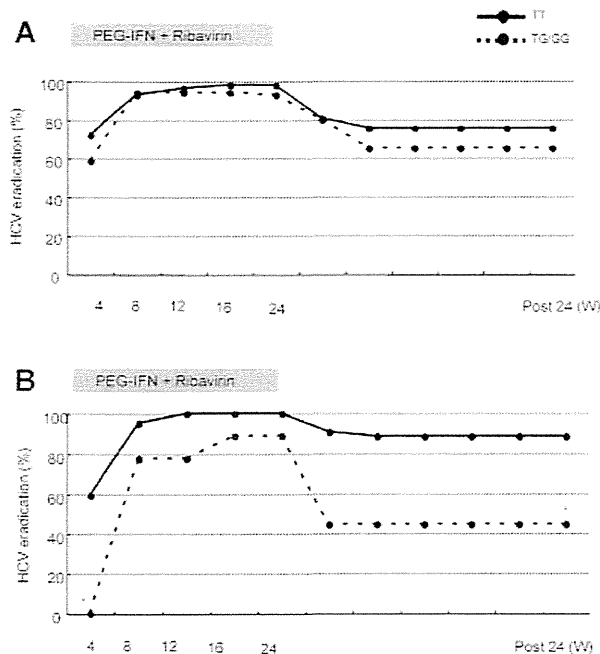 A
PEG-IFN + Ribavirin
TT
TG/GG
HCV eradication (%)
100
80
60
40
20
0
4 8 12 16 24 Post 24 (W)
B
PEG-IFN + Ribavirin
HCV eradication (%)
100
80
60
40
20
0
4 8 12 16 24 Post 24 (W)